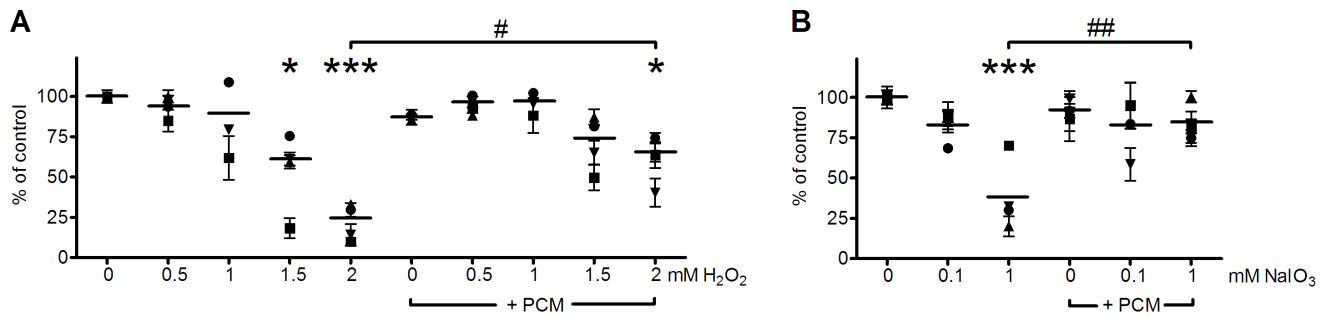 A
B
#
##
* *** *
***
% of control
100
75
50
25
0
0 0.5 1 1.5 2 0 0.5 1 1.5 2 mM H₂O₂
+ PCM
% of control
100
75
50
25
0
0 0.1 1 0 0.1 1 mM NaIO₃
+ PCM